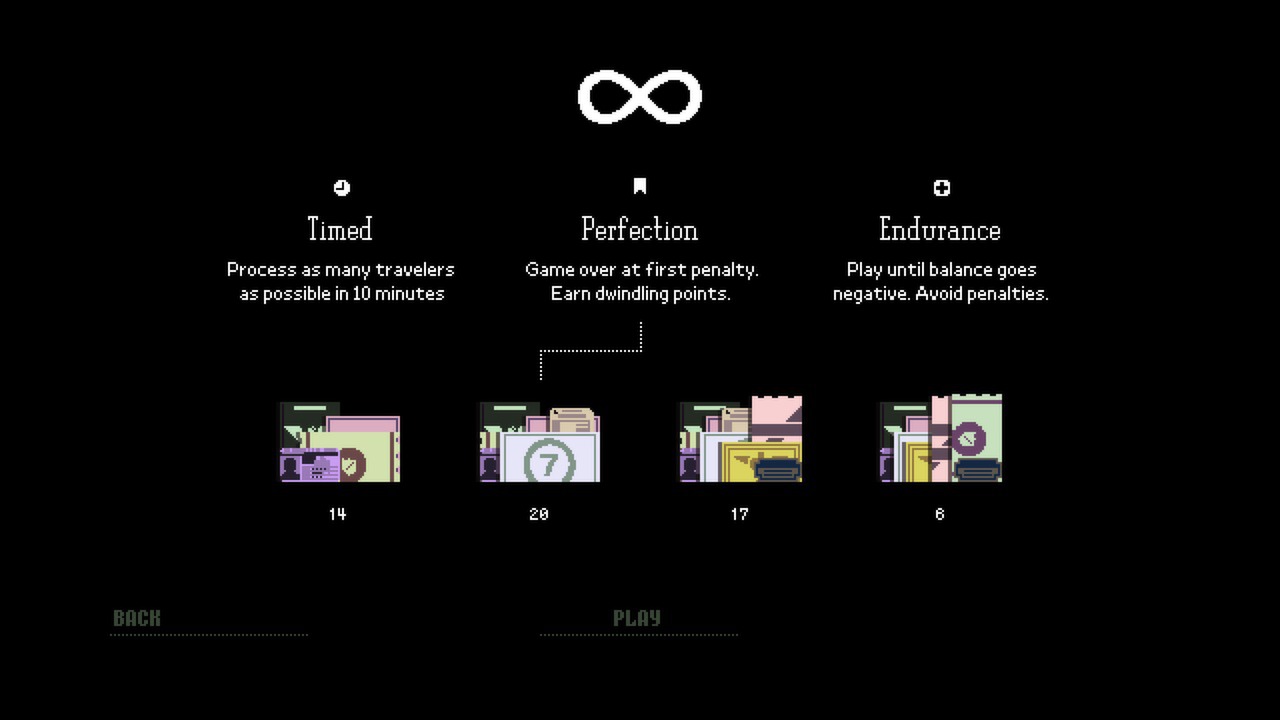 Timed
Process as many travelers
as possible in 10 minutes
Perfection
Game over at first penalty.
Earn dwindling points.
Endurance
Play until balance goes
negative. Avoid penalties.
7
14
20
17
6
BACK
PLAY